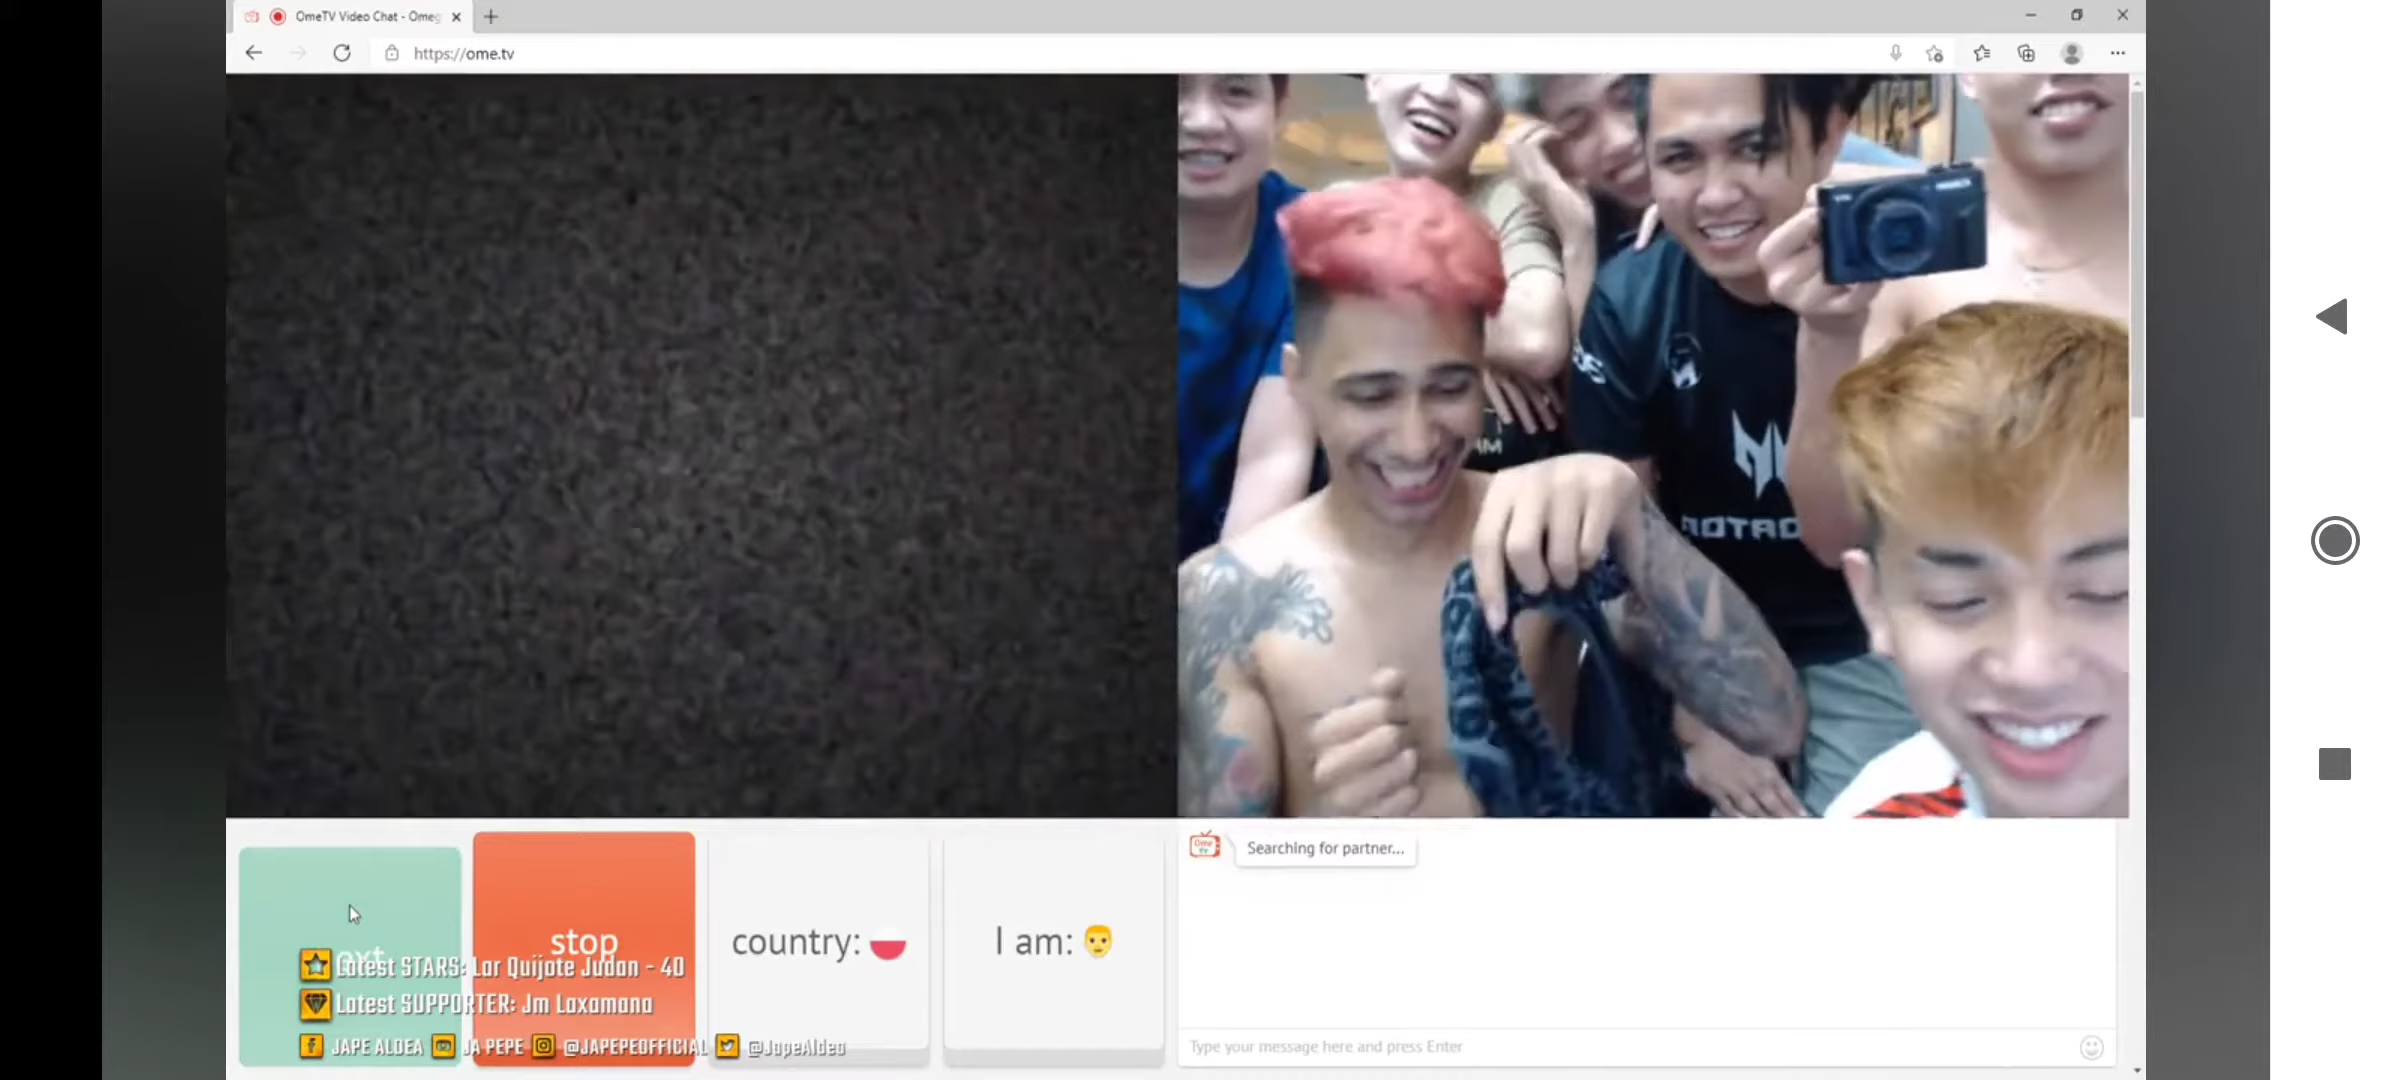 OmeTV Video Chat - Omeg
https://ome.tv
Searching for partner...
stop
country:
I am:
Latest STARS: Lar Quijote Judan - 40
Latest SUPPORTER: Jm Laxamana
JAPE ALDEA JA PEPE @JAPEPEOFFICIAL @JapeAldea
Type your message here and press Enter